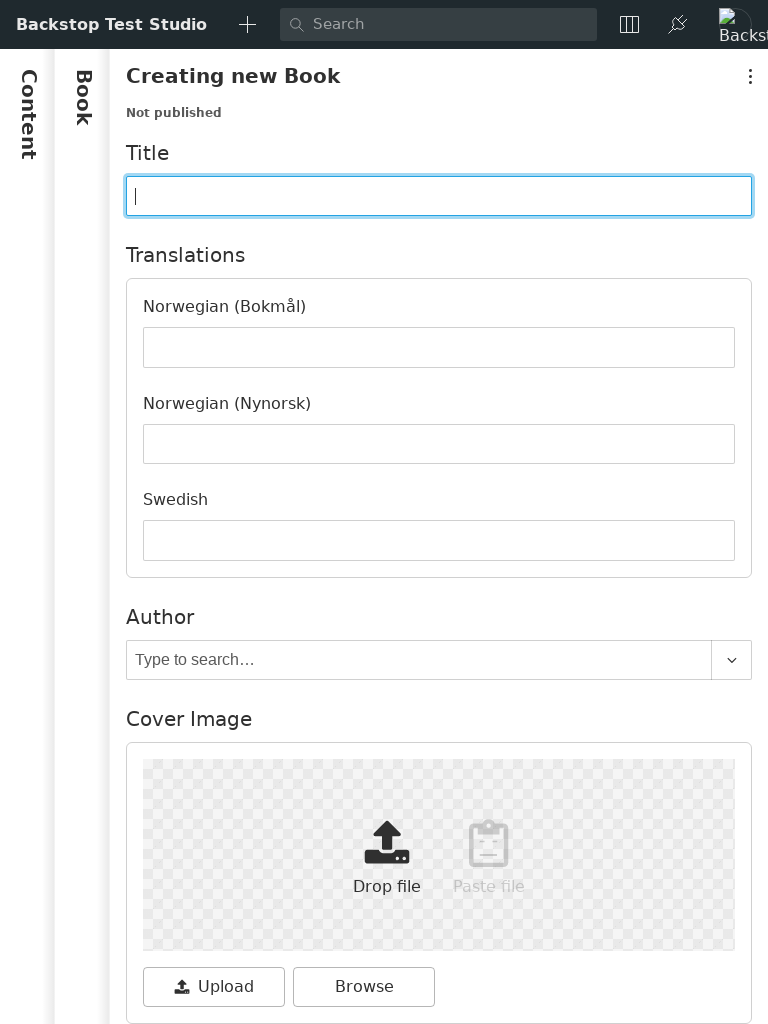 Backstop Test Studio
Search
Backs
Content
Book
Creating new Book
Not published
Title
Translations
Norwegian (Bokmål)
Norwegian (Nynorsk)
Swedish
Author
Type to search…
Cover Image
Drop file
Paste file
Upload
Browse